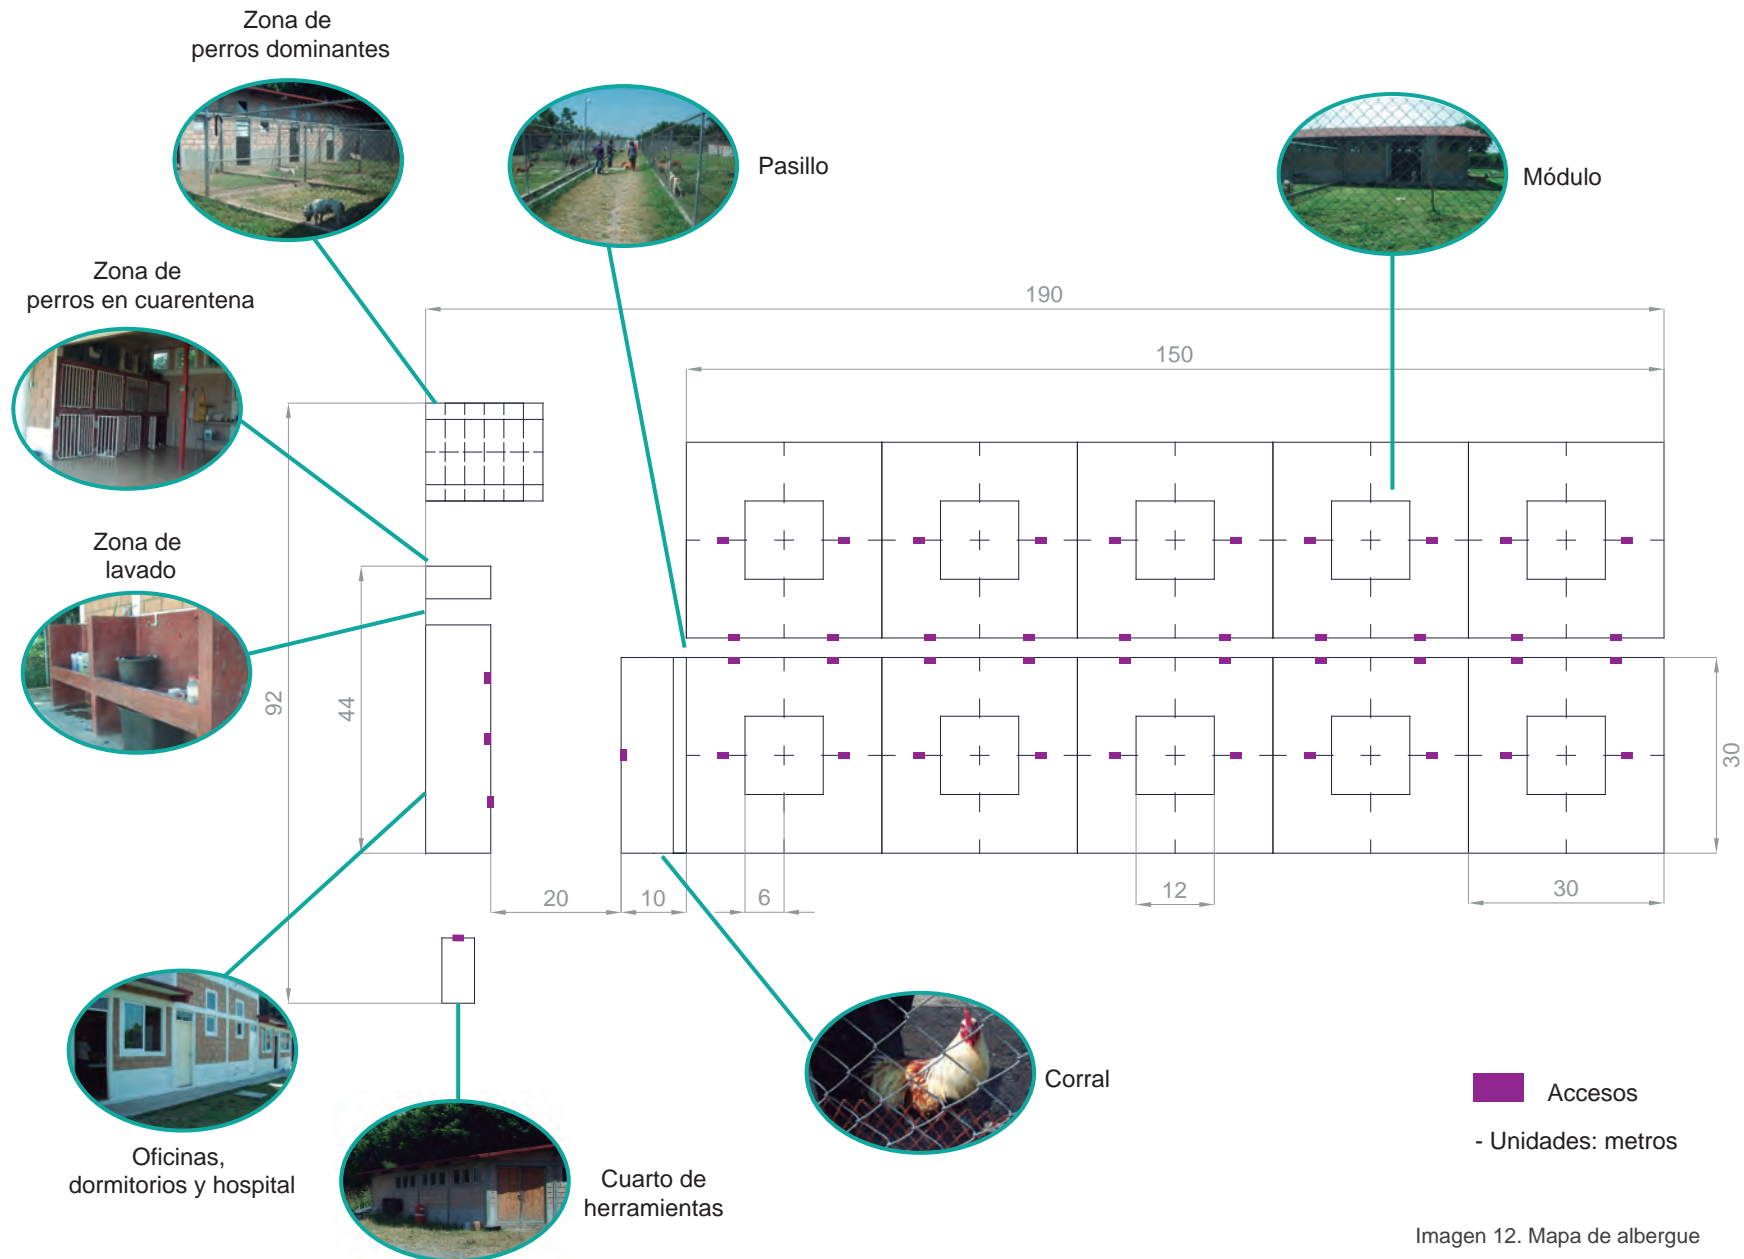 Zona de
perros dominantes
Pasillo
Módulo
Zona de
perros en cuarentena
190
150
Zona de
lavado
92
44
30
20
10
6
12
30
Corral
Accesos
- Unidades: metros
Oficinas,
dormitorios y hospital
Cuarto de
herramientas
Imagen 12. Mapa de albergue